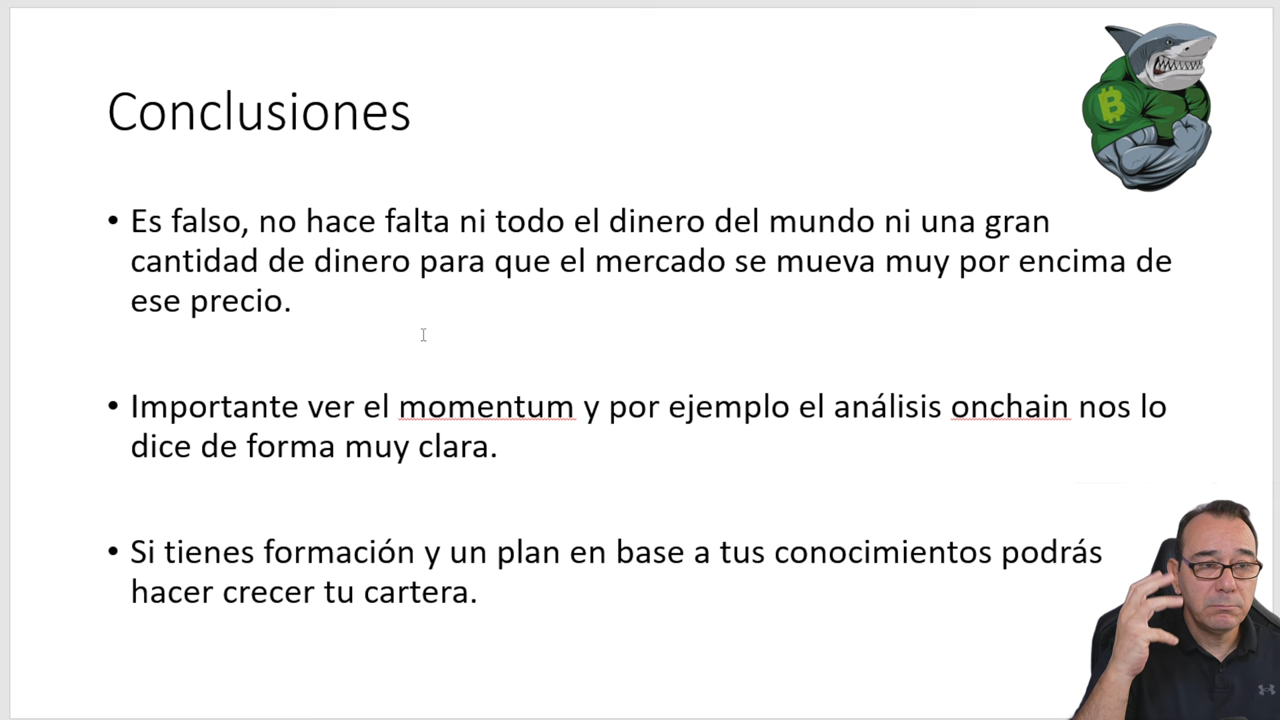 Conclusiones
• Es falso, no hace falta ni todo el dinero del mundo ni una gran
cantidad de dinero para que el mercado se mueva muy por encima de
ese precio.
• Importante ver el momentum y por ejemplo el análisis onchain nos lo
dice de forma muy clara.
• Si tienes formación y un plan en base a tus conocimientos podrás
hacer crecer tu cartera.